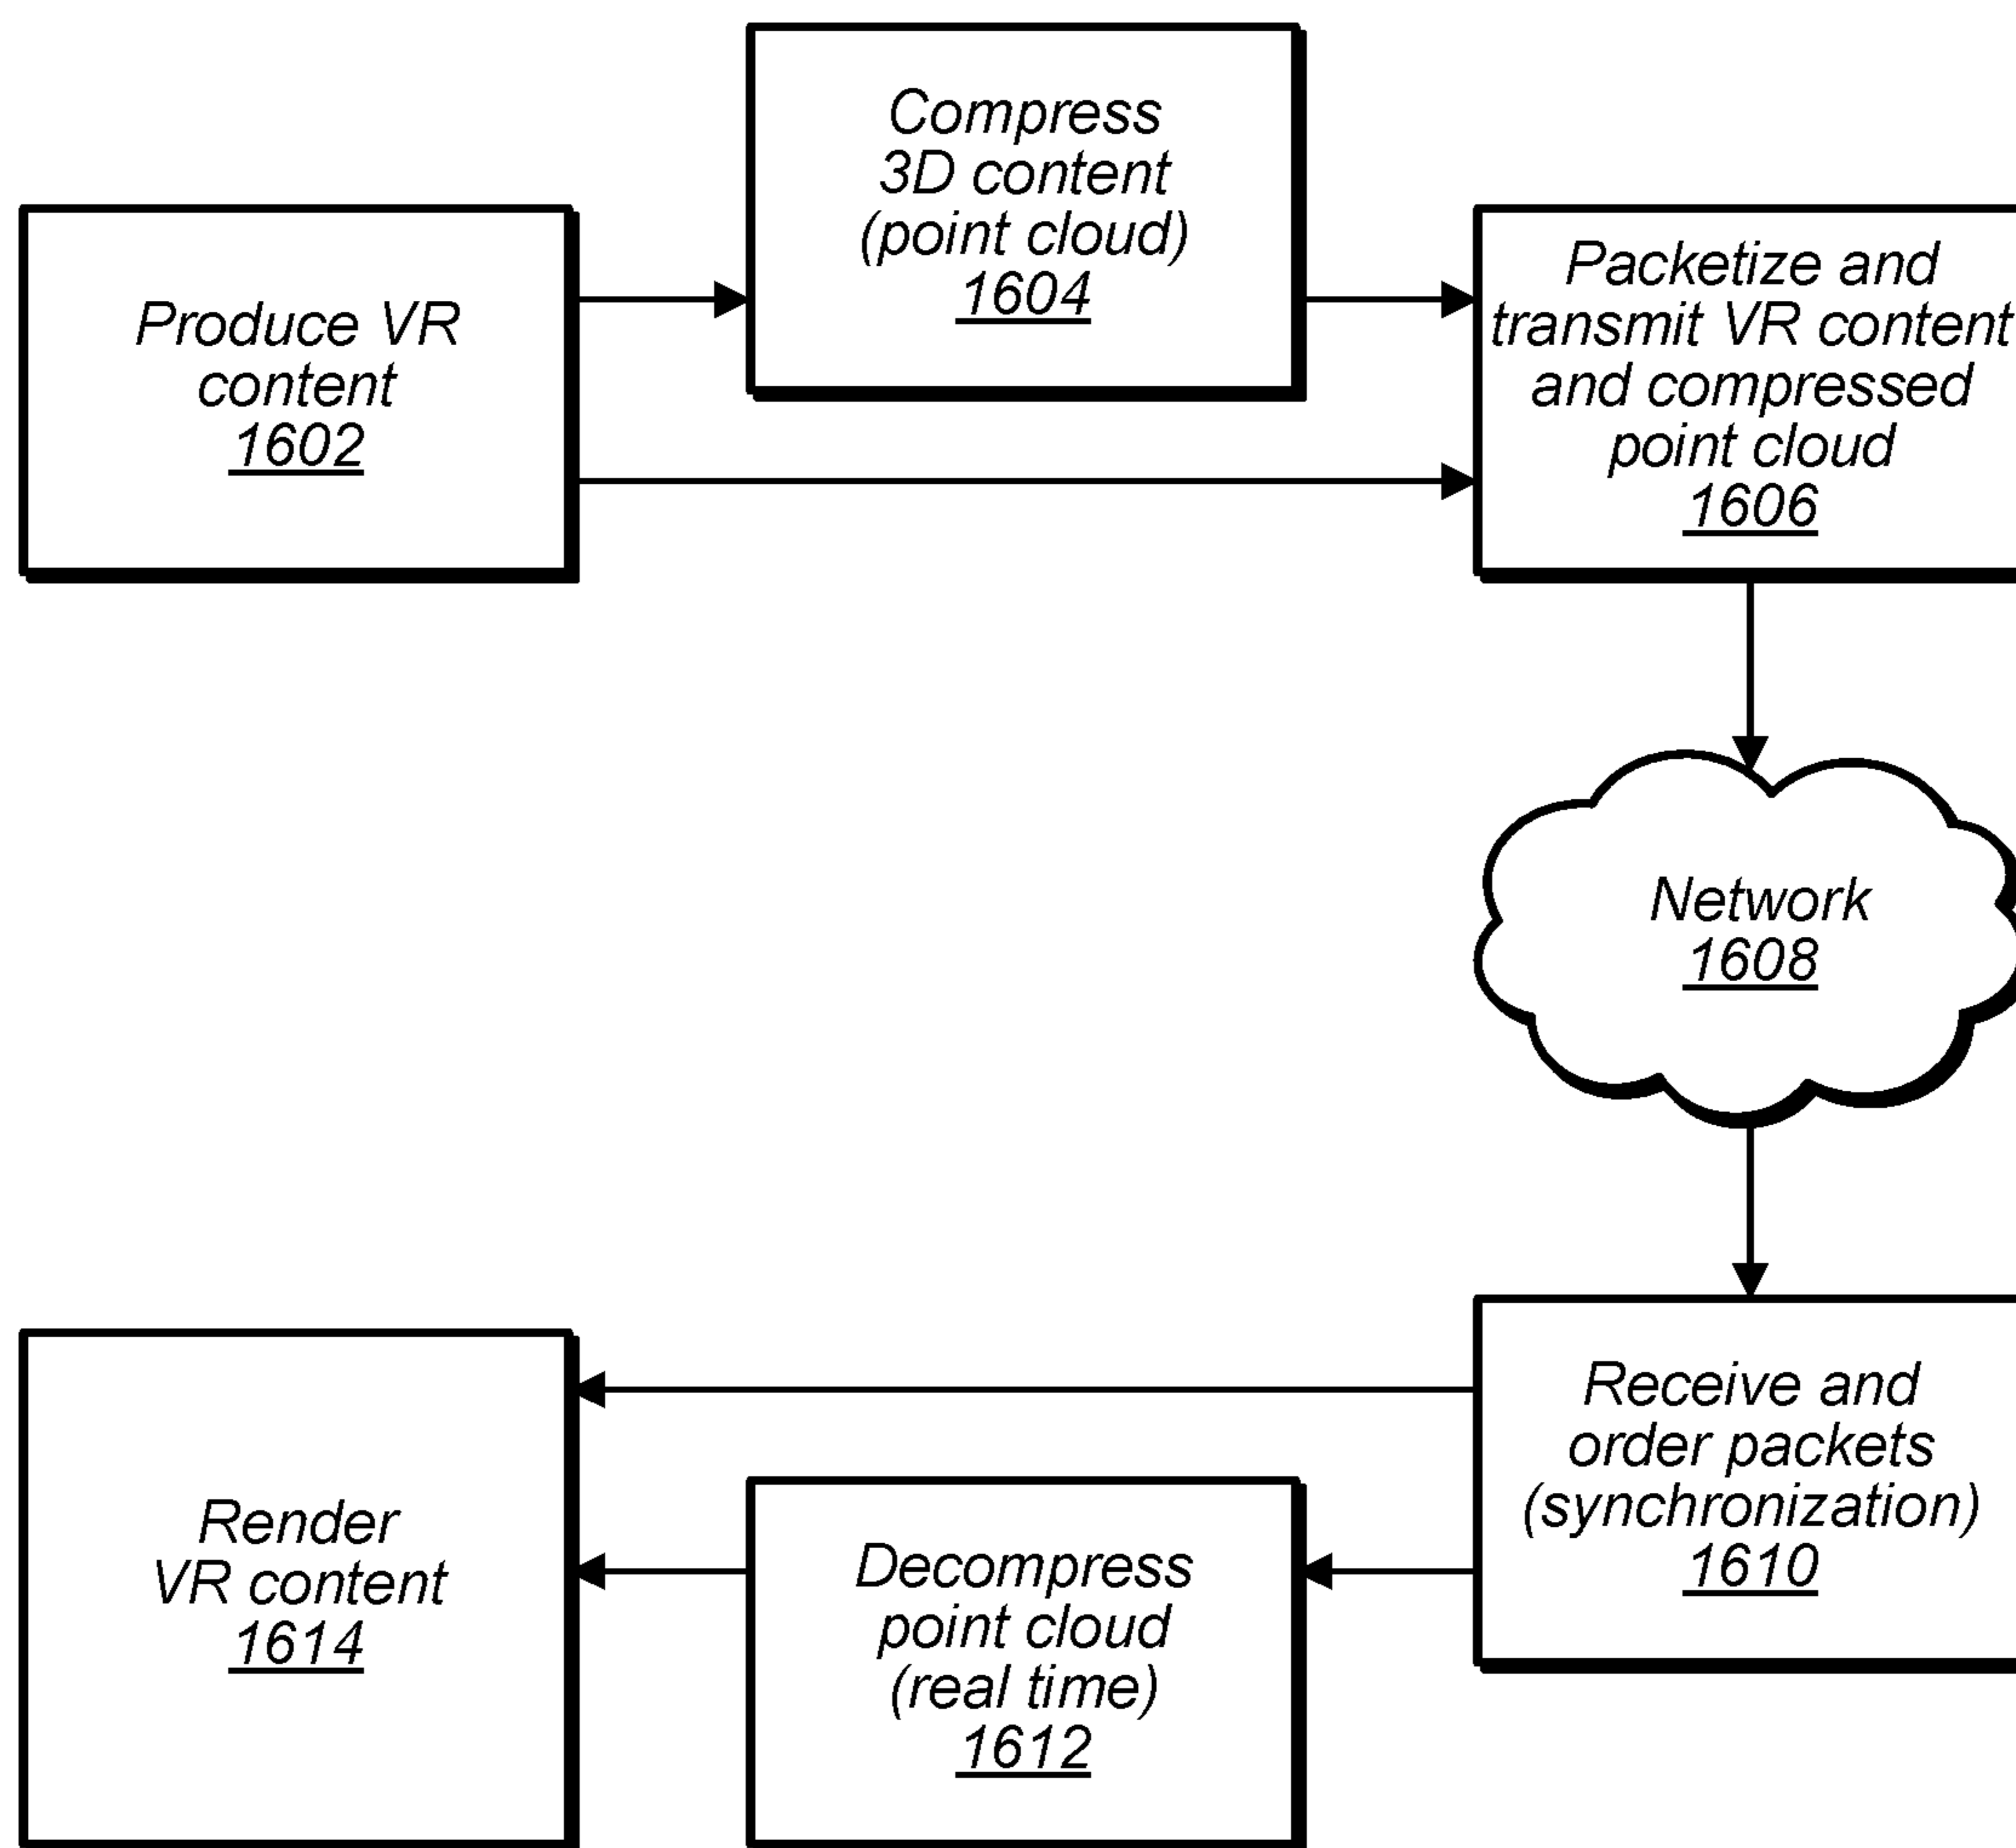 Produce VR
content
1602
Compress
3D content
(point cloud)
1604
Packetize and
transmit VR content
and compressed
point cloud
1606
Network
1608
Receive and
order packets
(synchronization)
1610
Decompress
point cloud
(real time)
1612
Render
VR content
1614